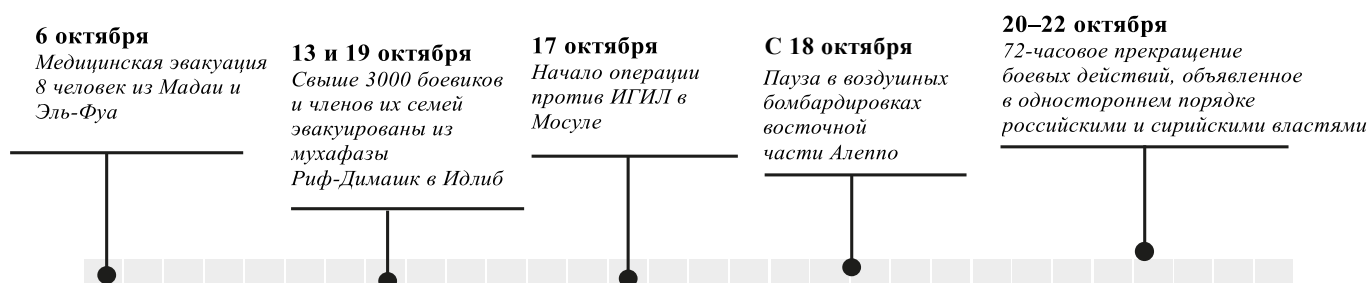 6 октября
Медицинская эвакуация
8 человек из Мадаи и
Эль-Фуа
13 и 19 октября
Свыше 3000 боевиков
и членов их семей
эвакуированы из
мухафазы
Риф-Димашк в Идлиб
17 октября
Начало операции
против ИГИЛ в
Мосуле
С 18 октября
Пауза в воздушных
бомбардировках
восточной
части Алеппо
20–22 октября
72-часовое прекращение
боевых действий, объявленное
в одностороннем порядке
российскими и сирийскими властями